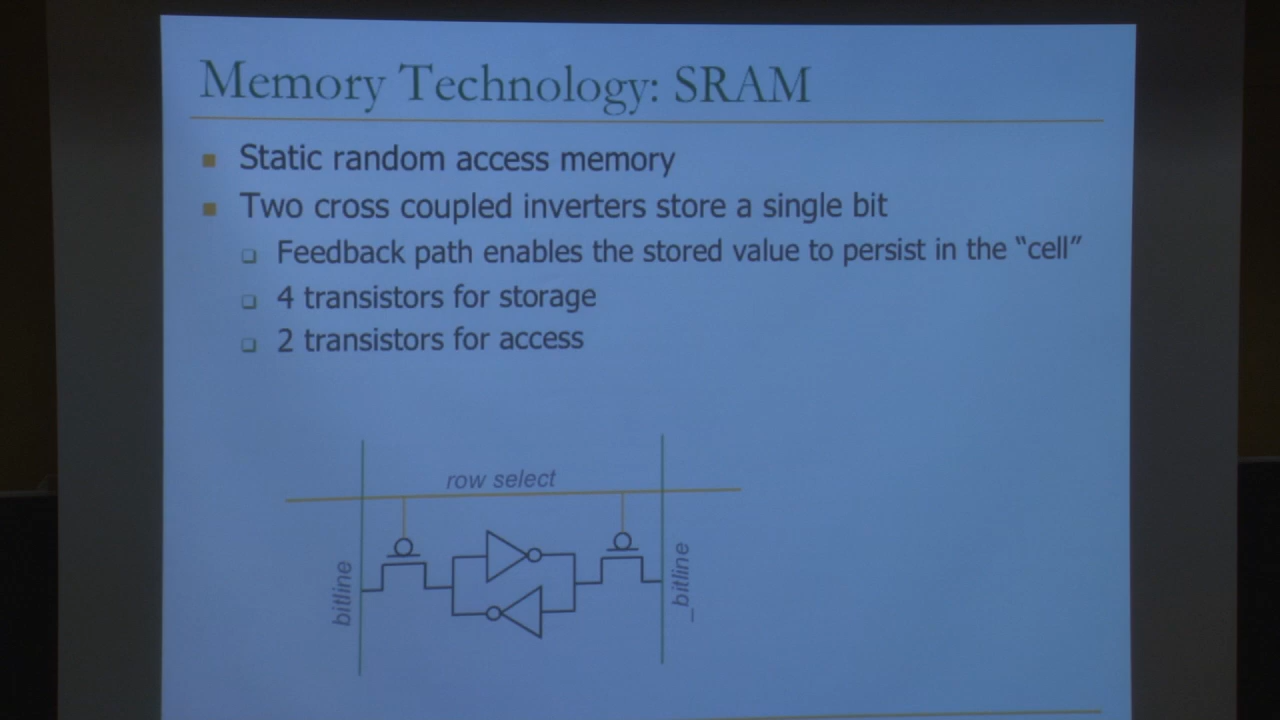 Memory Technology: SRAM
Static random access memory
Two cross coupled inverters store a single bit
Feedback path enables the stored value to persist in the “cell”
4 transistors for storage
2 transistors for access
row select
bitline
_bitline